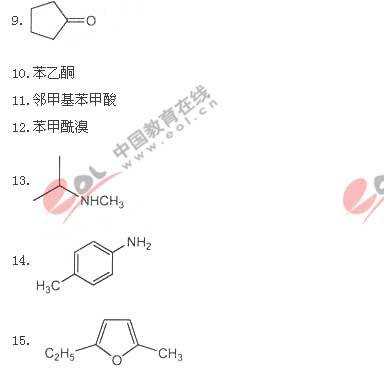 9.
O
10. 苯乙酮
11. 邻甲基苯甲酸
12. 苯甲酰溴
13.
NHCH₃
14.
NH₂
H₃C
15.
C₂H₅
O
CH₃
EOL 中国教育在线
www.eol.cn